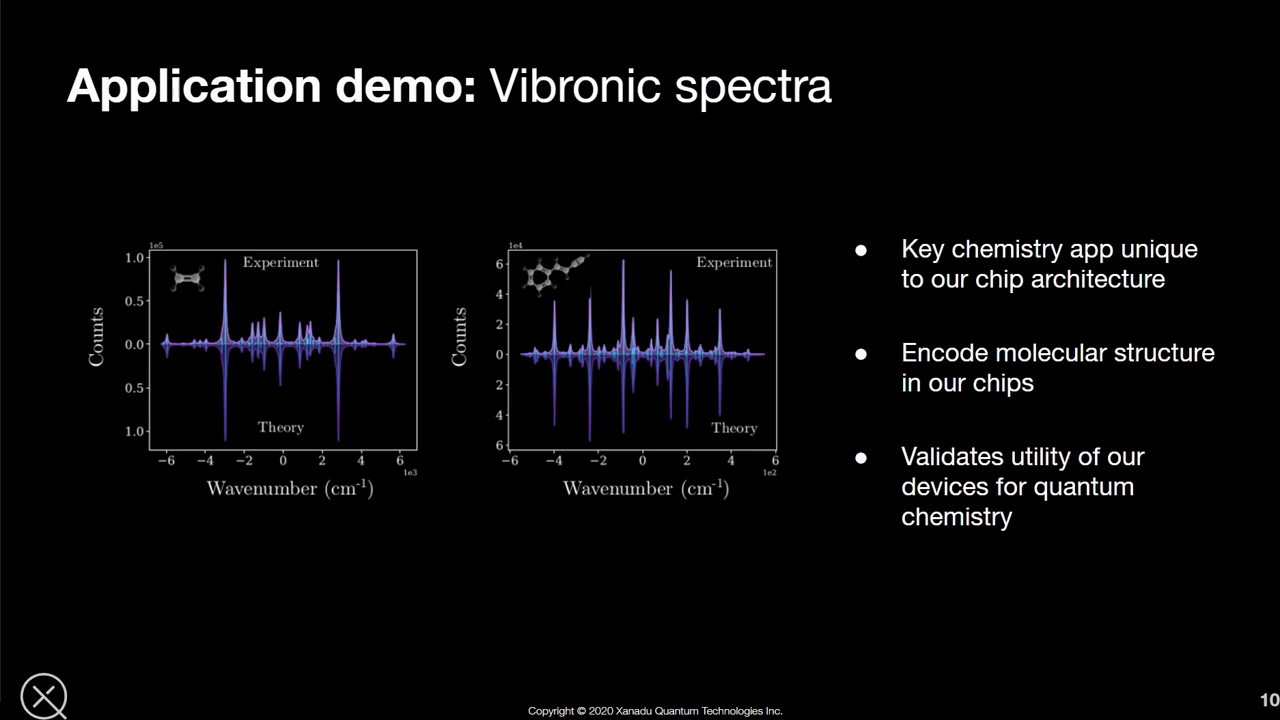 Application demo: Vibronic spectra
1e5
1.0
0.5
0.0
0.5
1.0
Counts
Experiment
Theory
−6 −4 −2 0 2 4 6
1e3
Wavenumber (cm⁻¹)
1e4
6
4
2
0
2
4
6
Counts
Experiment
Theory
−6 −4 −2 0 2 4 6
1e2
Wavenumber (cm⁻¹)
● Key chemistry app unique
to our chip architecture
● Encode molecular structure
in our chips
● Validates utility of our
devices for quantum
chemistry
Copyright © 2020 Xanadu Quantum Technologies Inc.
10